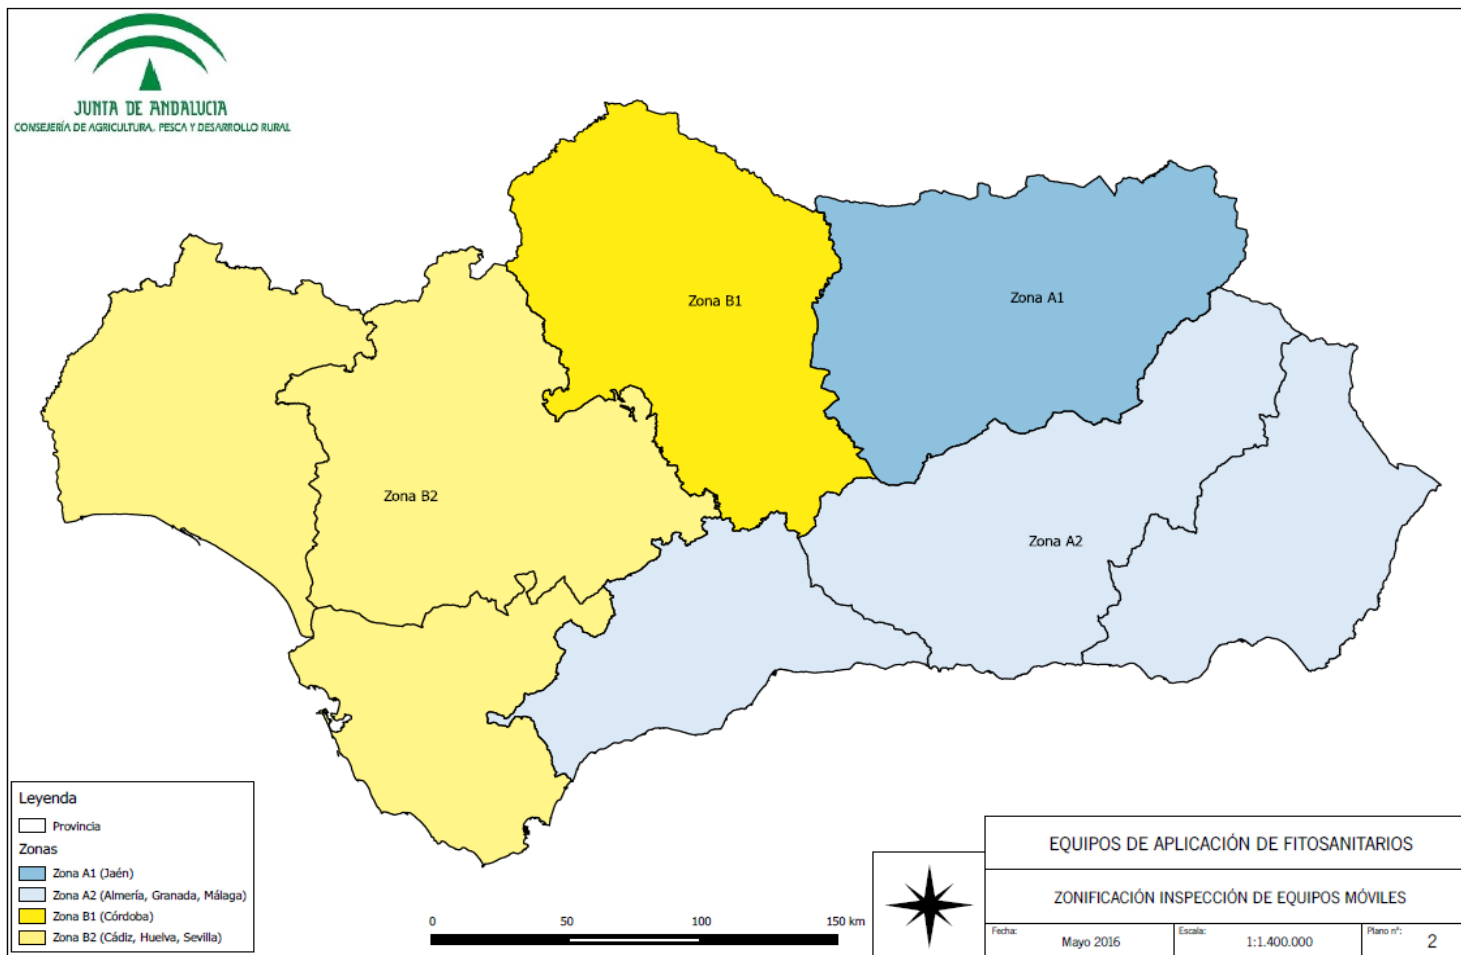 JUNTA DE ANDALUCIA
CONSEJERÍA DE AGRICULTURA, PESCA Y DESARROLLO RURAL
Zona B1
Zona A1
Zona B2
Zona A2
Leyenda
Provincia
Zonas
Zona A1 (Jaén)
Zona A2 (Almería, Granada, Málaga)
Zona B1 (Córdoba)
Zona B2 (Cádiz, Huelva, Sevilla)
0 50 100 150 km
EQUIPOS DE APLICACIÓN DE FITOSANITARIOS
ZONIFICACIÓN INSPECCIÓN DE EQUIPOS MÓVILES
Fecha: Mayo 2016
Escala: 1:1.400.000
Plano nº: 2